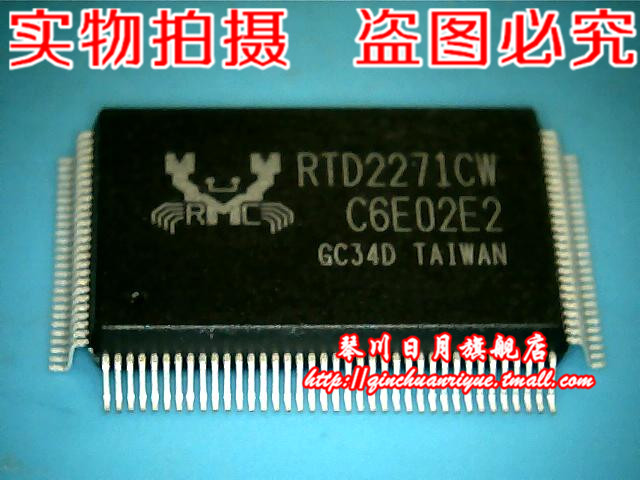 实物拍摄 盗图必究
RTD2271CW
RMC
C6E02E2
GC34D TAIWAN
琴川日月旗舰店
http://qinchuanriyue.tmall.com/